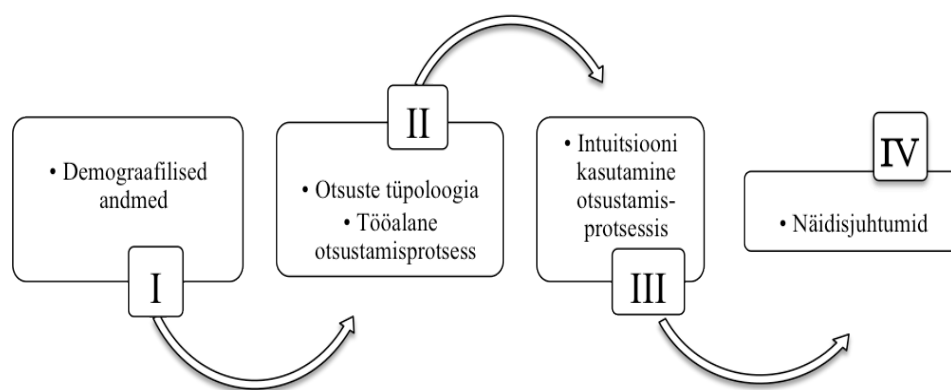 • Demograafilised
andmed
I
II
• Otsuste tüpoloogia
• Tööalane
otsustamisprotsess
• Intuitsiooni
kasutamine
otsustamis-
protsessis
III
IV
• Näidisjuhtumid